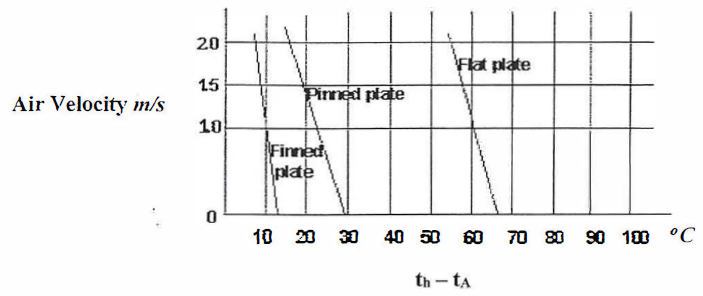 2.0
Flat plate
1.5
Pinned plate
Air Velocity m/s
1.0
Finned
plate
0
10 20 30 40 50 60 70 80 90 100 °C
th – tA